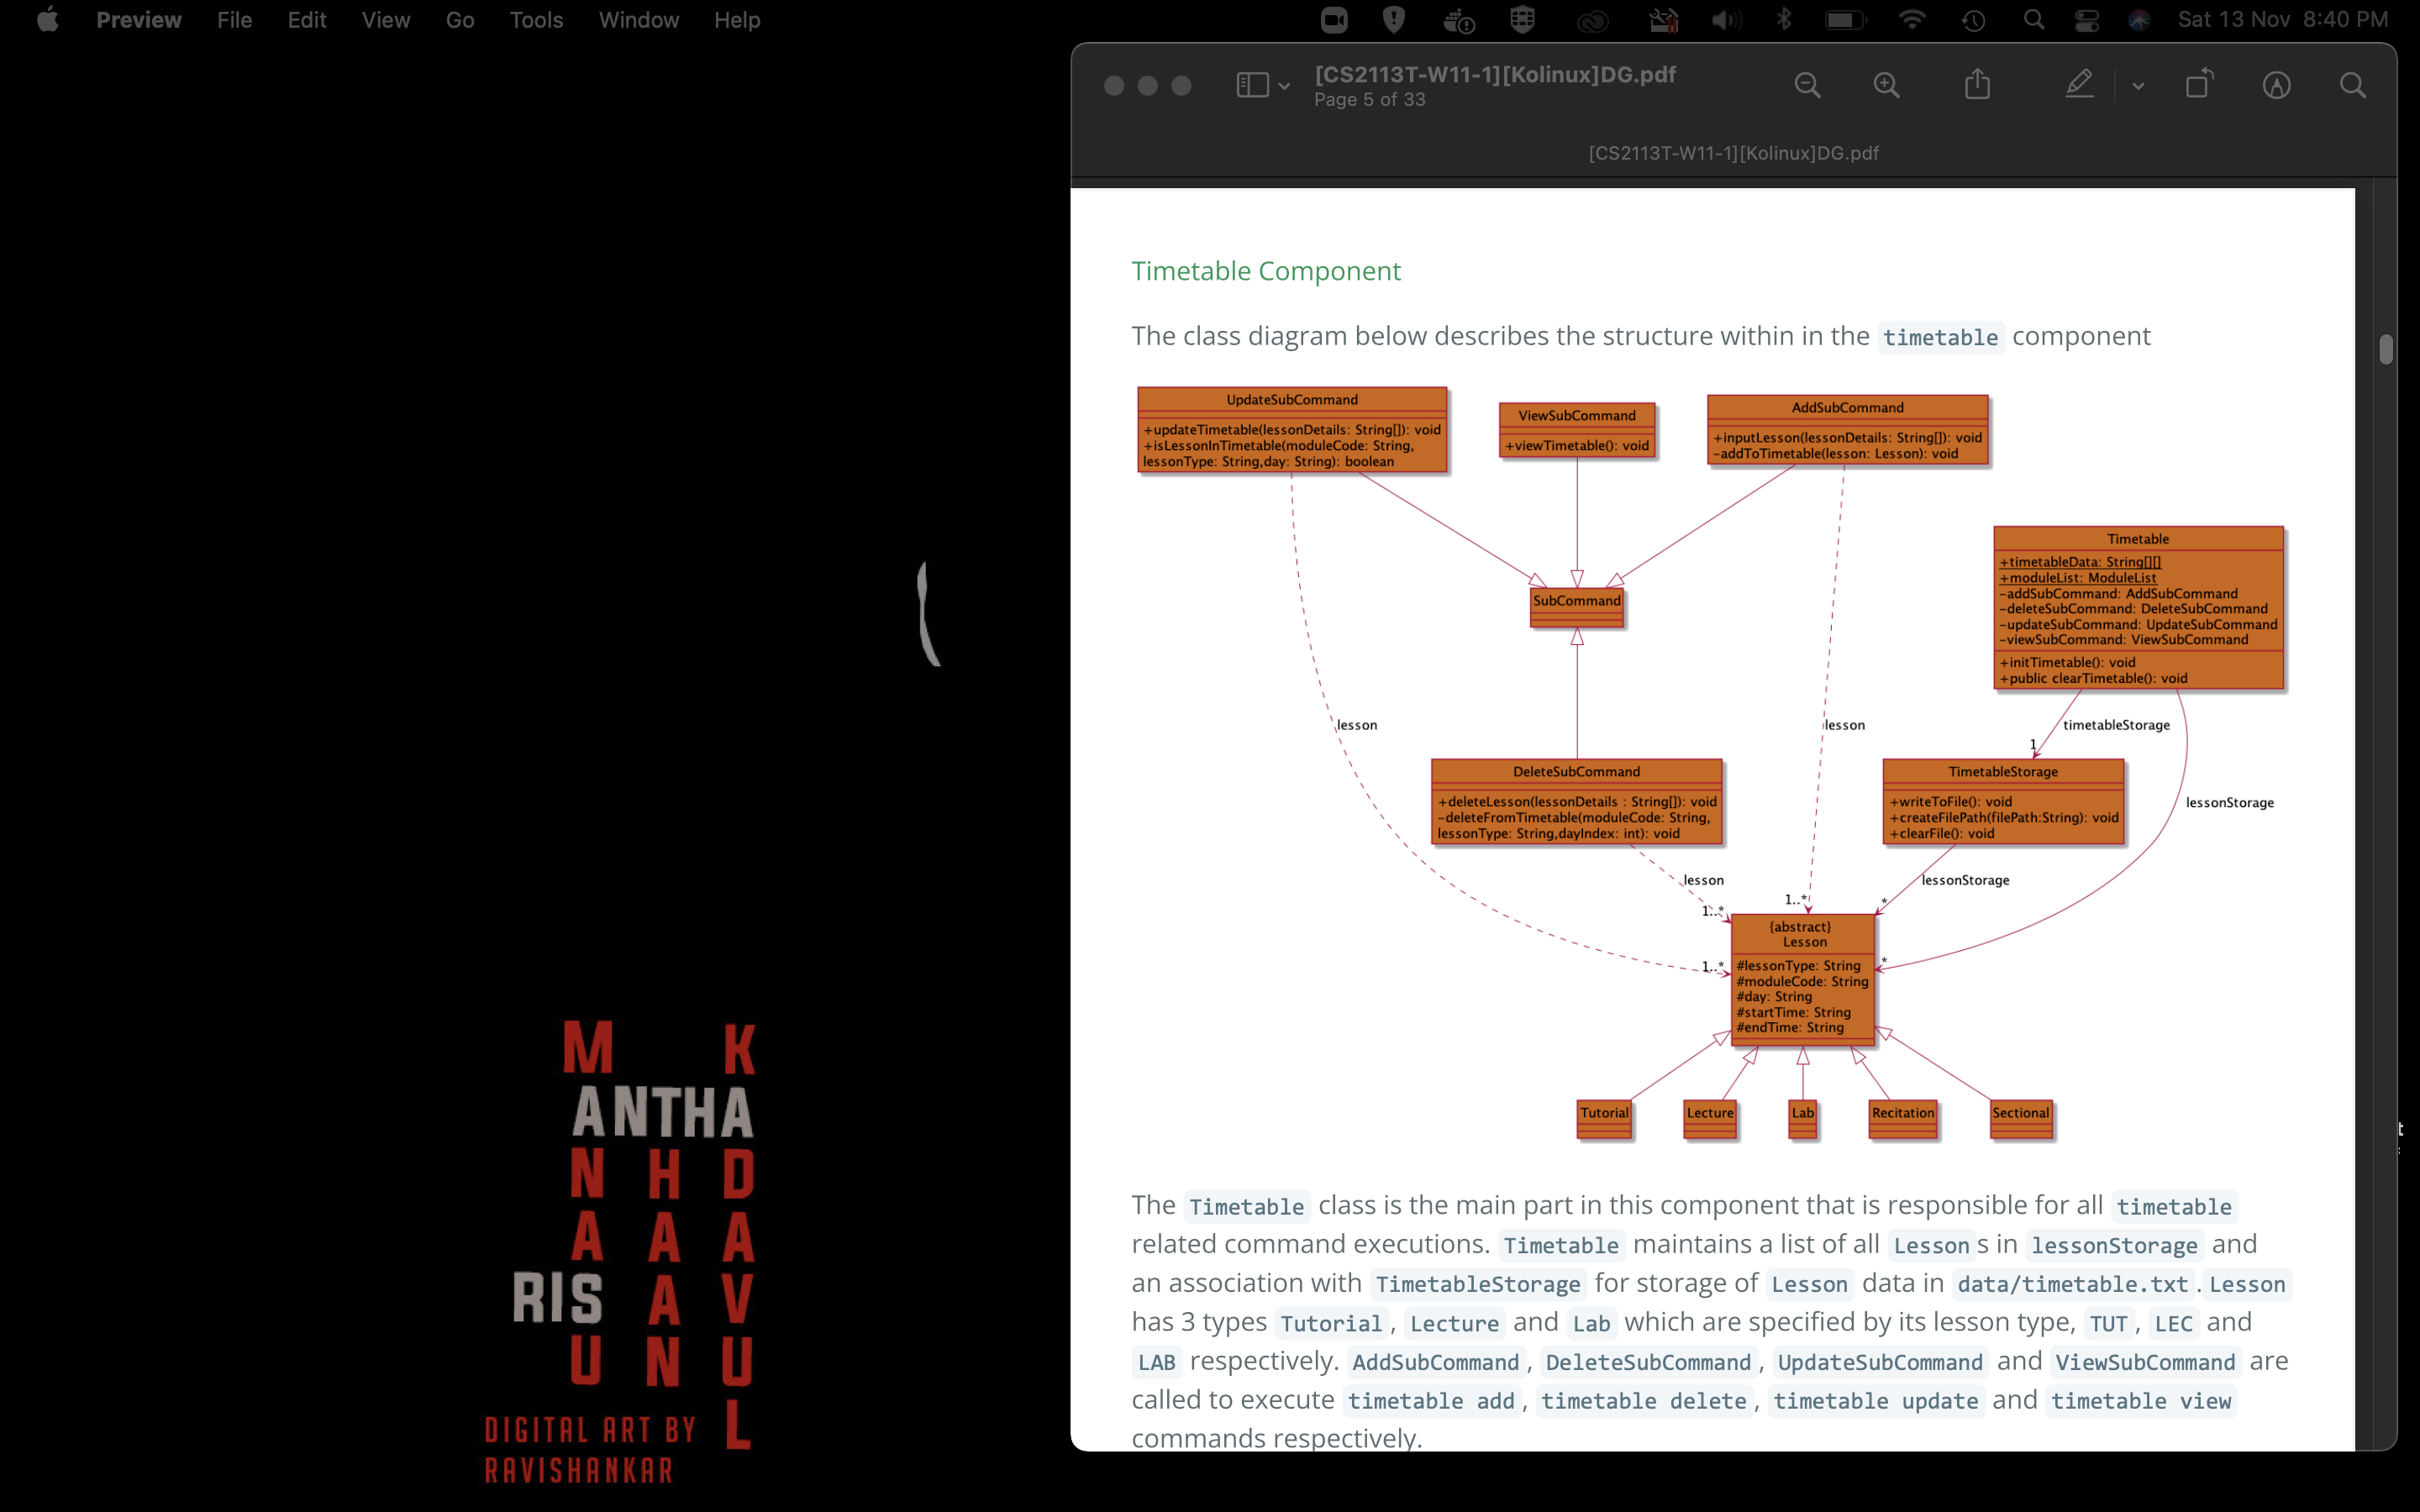 Preview File Edit View Go Tools Window Help Sat 13 Nov 8:40 PM
[CS2113T-W11-1][Kolinux]DG.pdf
Page 5 of 33
[CS2113T-W11-1][Kolinux]DG.pdf
Timetable Component
The class diagram below describes the structure within in the timetable component
UpdateSubCommand
+updateTimetable(lessonDetails: String[]): void
+isLessonInTimetable(moduleCode: String,
lessonType: String,day: String): boolean
ViewSubCommand
+viewTimetable(): void
AddSubCommand
+inputLesson(lessonDetails: String[]): void
-addToTimetable(lesson: Lesson): void
SubCommand
Timetable
+timetableData: String[][]
+moduleList: ModuleList
-addSubCommand: AddSubCommand
-deleteSubCommand: DeleteSubCommand
-updateSubCommand: UpdateSubCommand
-viewSubCommand: ViewSubCommand
+initTimetable(): void
+public clearTimetable(): void
lesson
lesson
timetableStorage
1
DeleteSubCommand
+deleteLesson(lessonDetails : String[]): void
-deleteFromTimetable(moduleCode: String,
lessonType: String,dayIndex: int): void
TimetableStorage
+writeToFile(): void
+createFilePath(filePath:String): void
+clearFile(): void
lessonStorage
lesson
lessonStorage
1..*
1..*
*
{abstract}
Lesson
#lessonType: String
#moduleCode: String
#day: String
#startTime: String
#endTime: String
1..*
*
Tutorial
Lecture
Lab
Recitation
Sectional
The Timetable class is the main part in this component that is responsible for all timetable
related command executions. Timetable maintains a list of all Lesson s in lessonStorage and
an association with TimetableStorage for storage of Lesson data in data/timetable.txt . Lesson
has 3 types Tutorial , Lecture and Lab which are specified by its lesson type, TUT , LEC and
LAB respectively. AddSubCommand , DeleteSubCommand , UpdateSubCommand and ViewSubCommand are
called to execute timetable add , timetable delete , timetable update and timetable view
commands respectively.
M K
ANTHA
N H D
A A A
RIS A V
U N U
L
DIGITAL ART BY
RAVISHANKAR